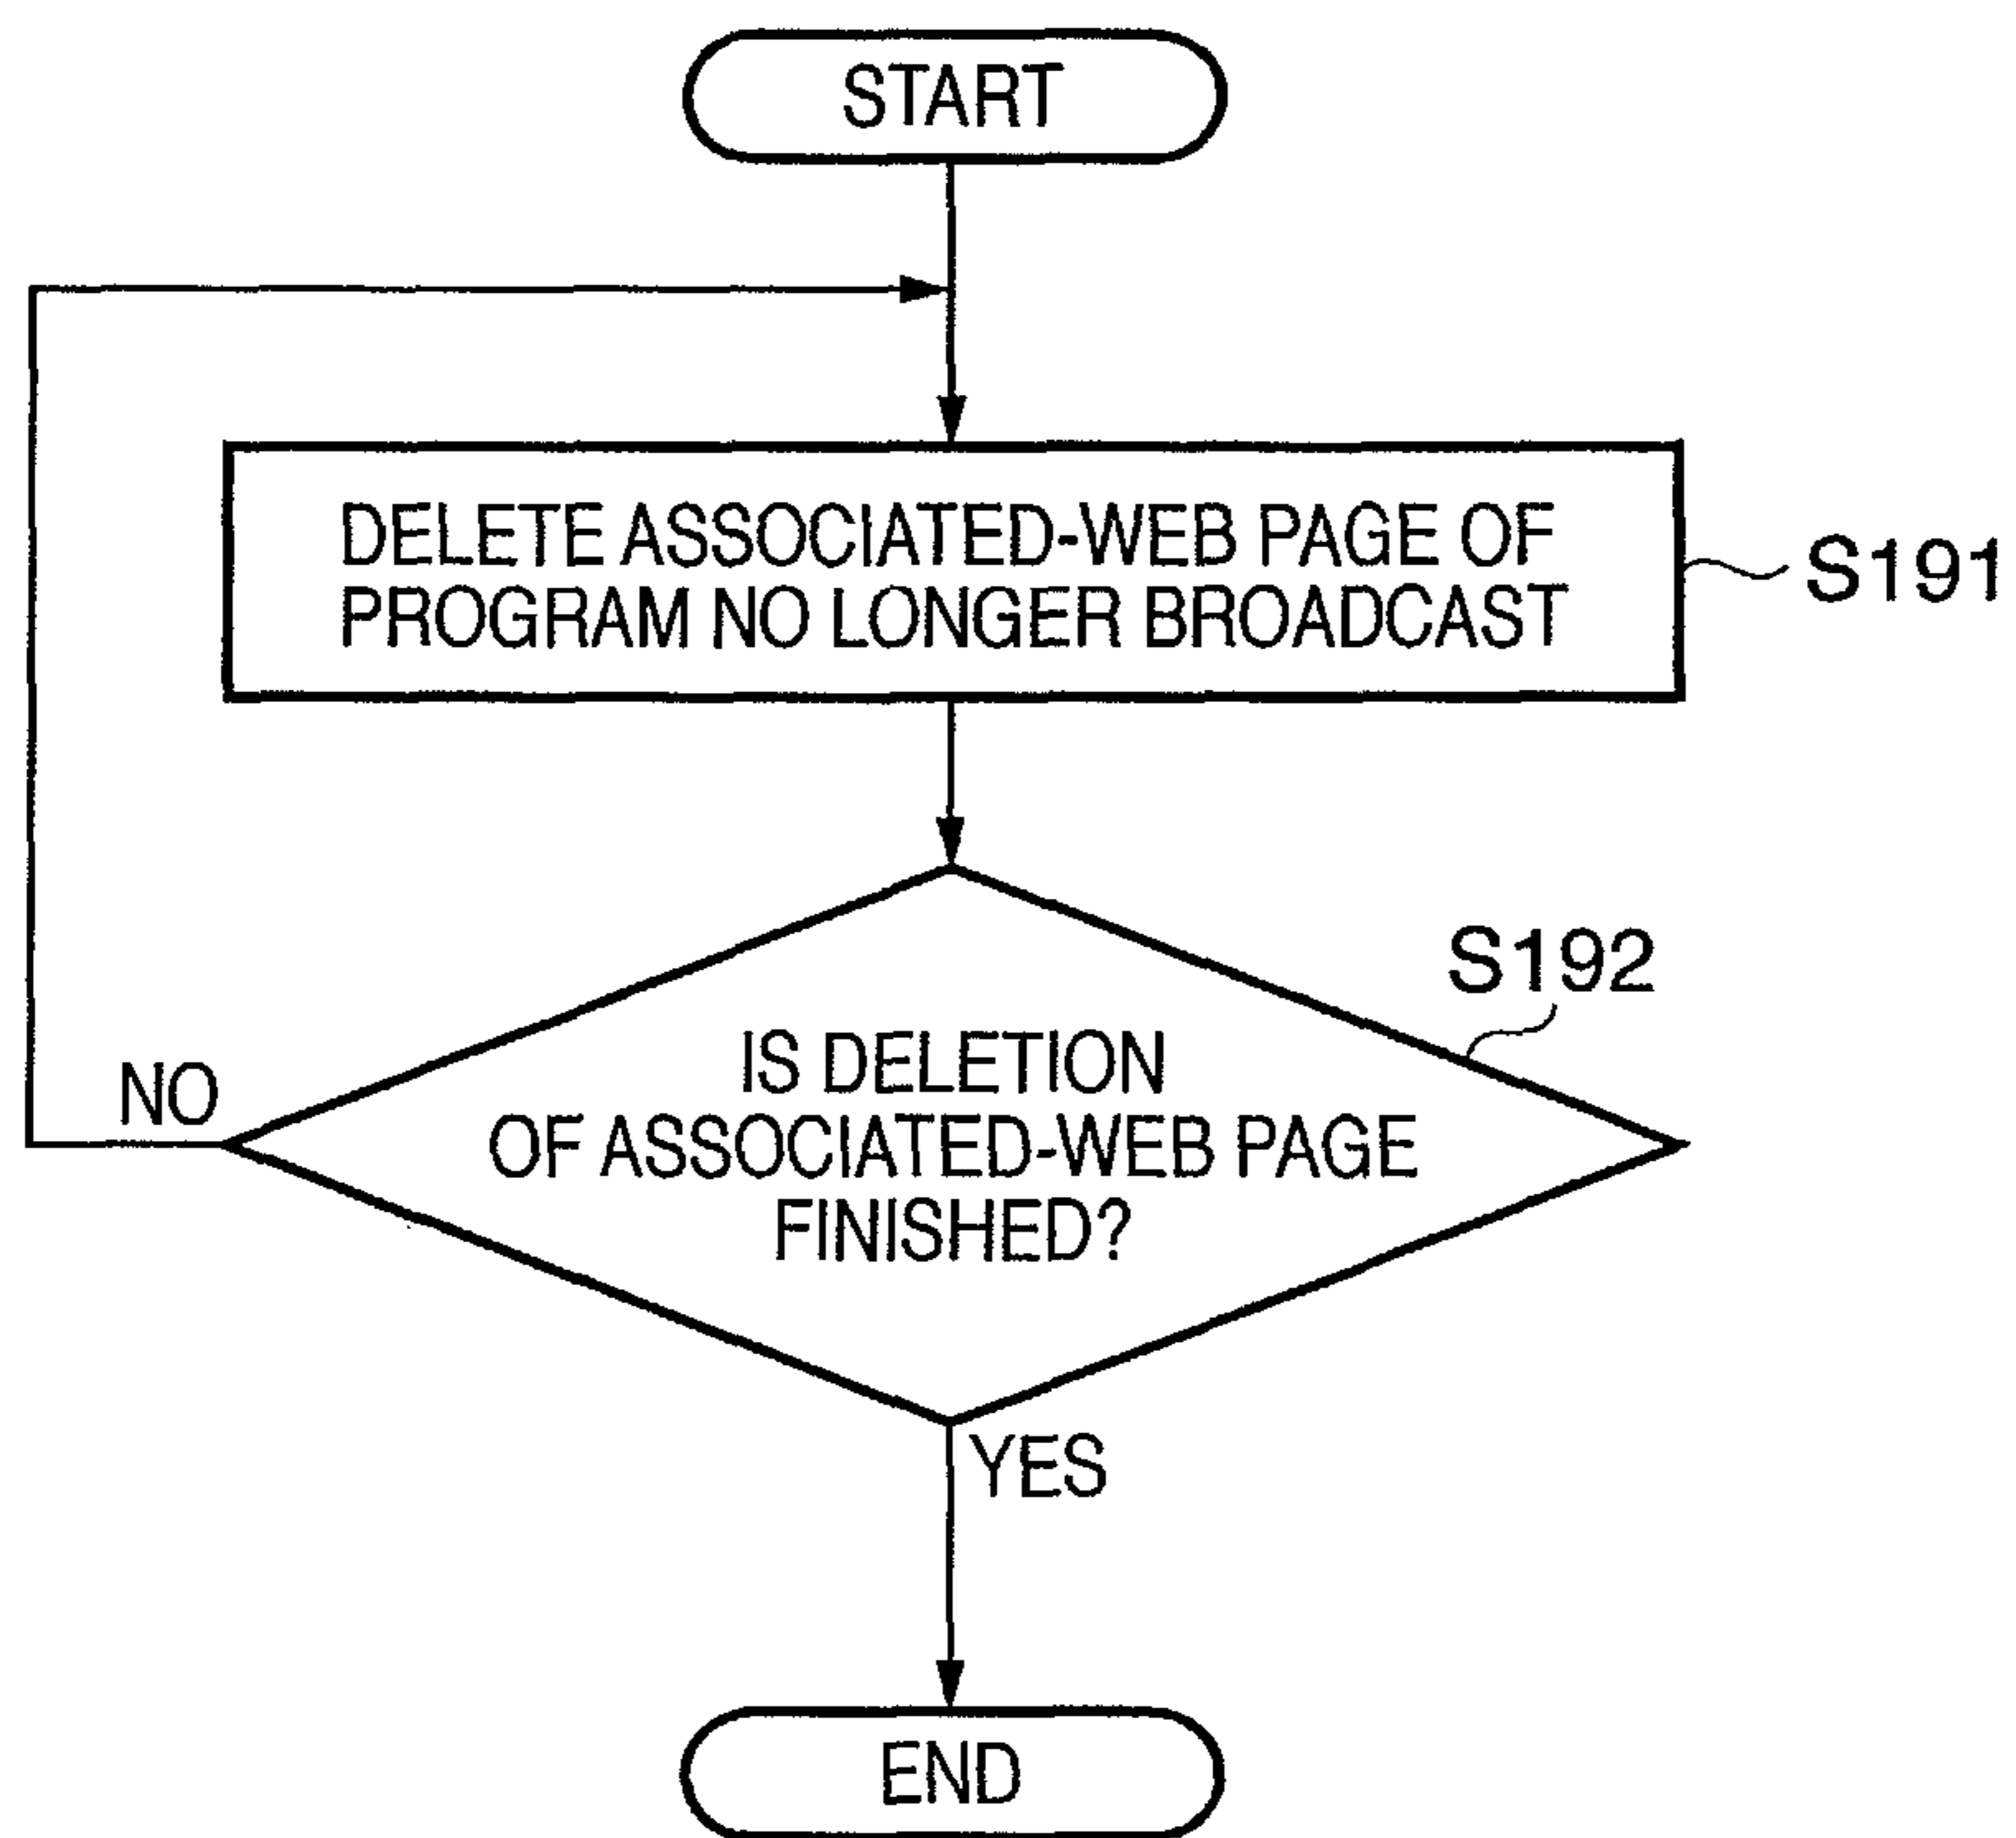 START
DELETE ASSOCIATED-WEB PAGE OF
PROGRAM NO LONGER BROADCAST
S191
S192
IS DELETION
OF ASSOCIATED-WEB PAGE
FINISHED?
NO
YES
END